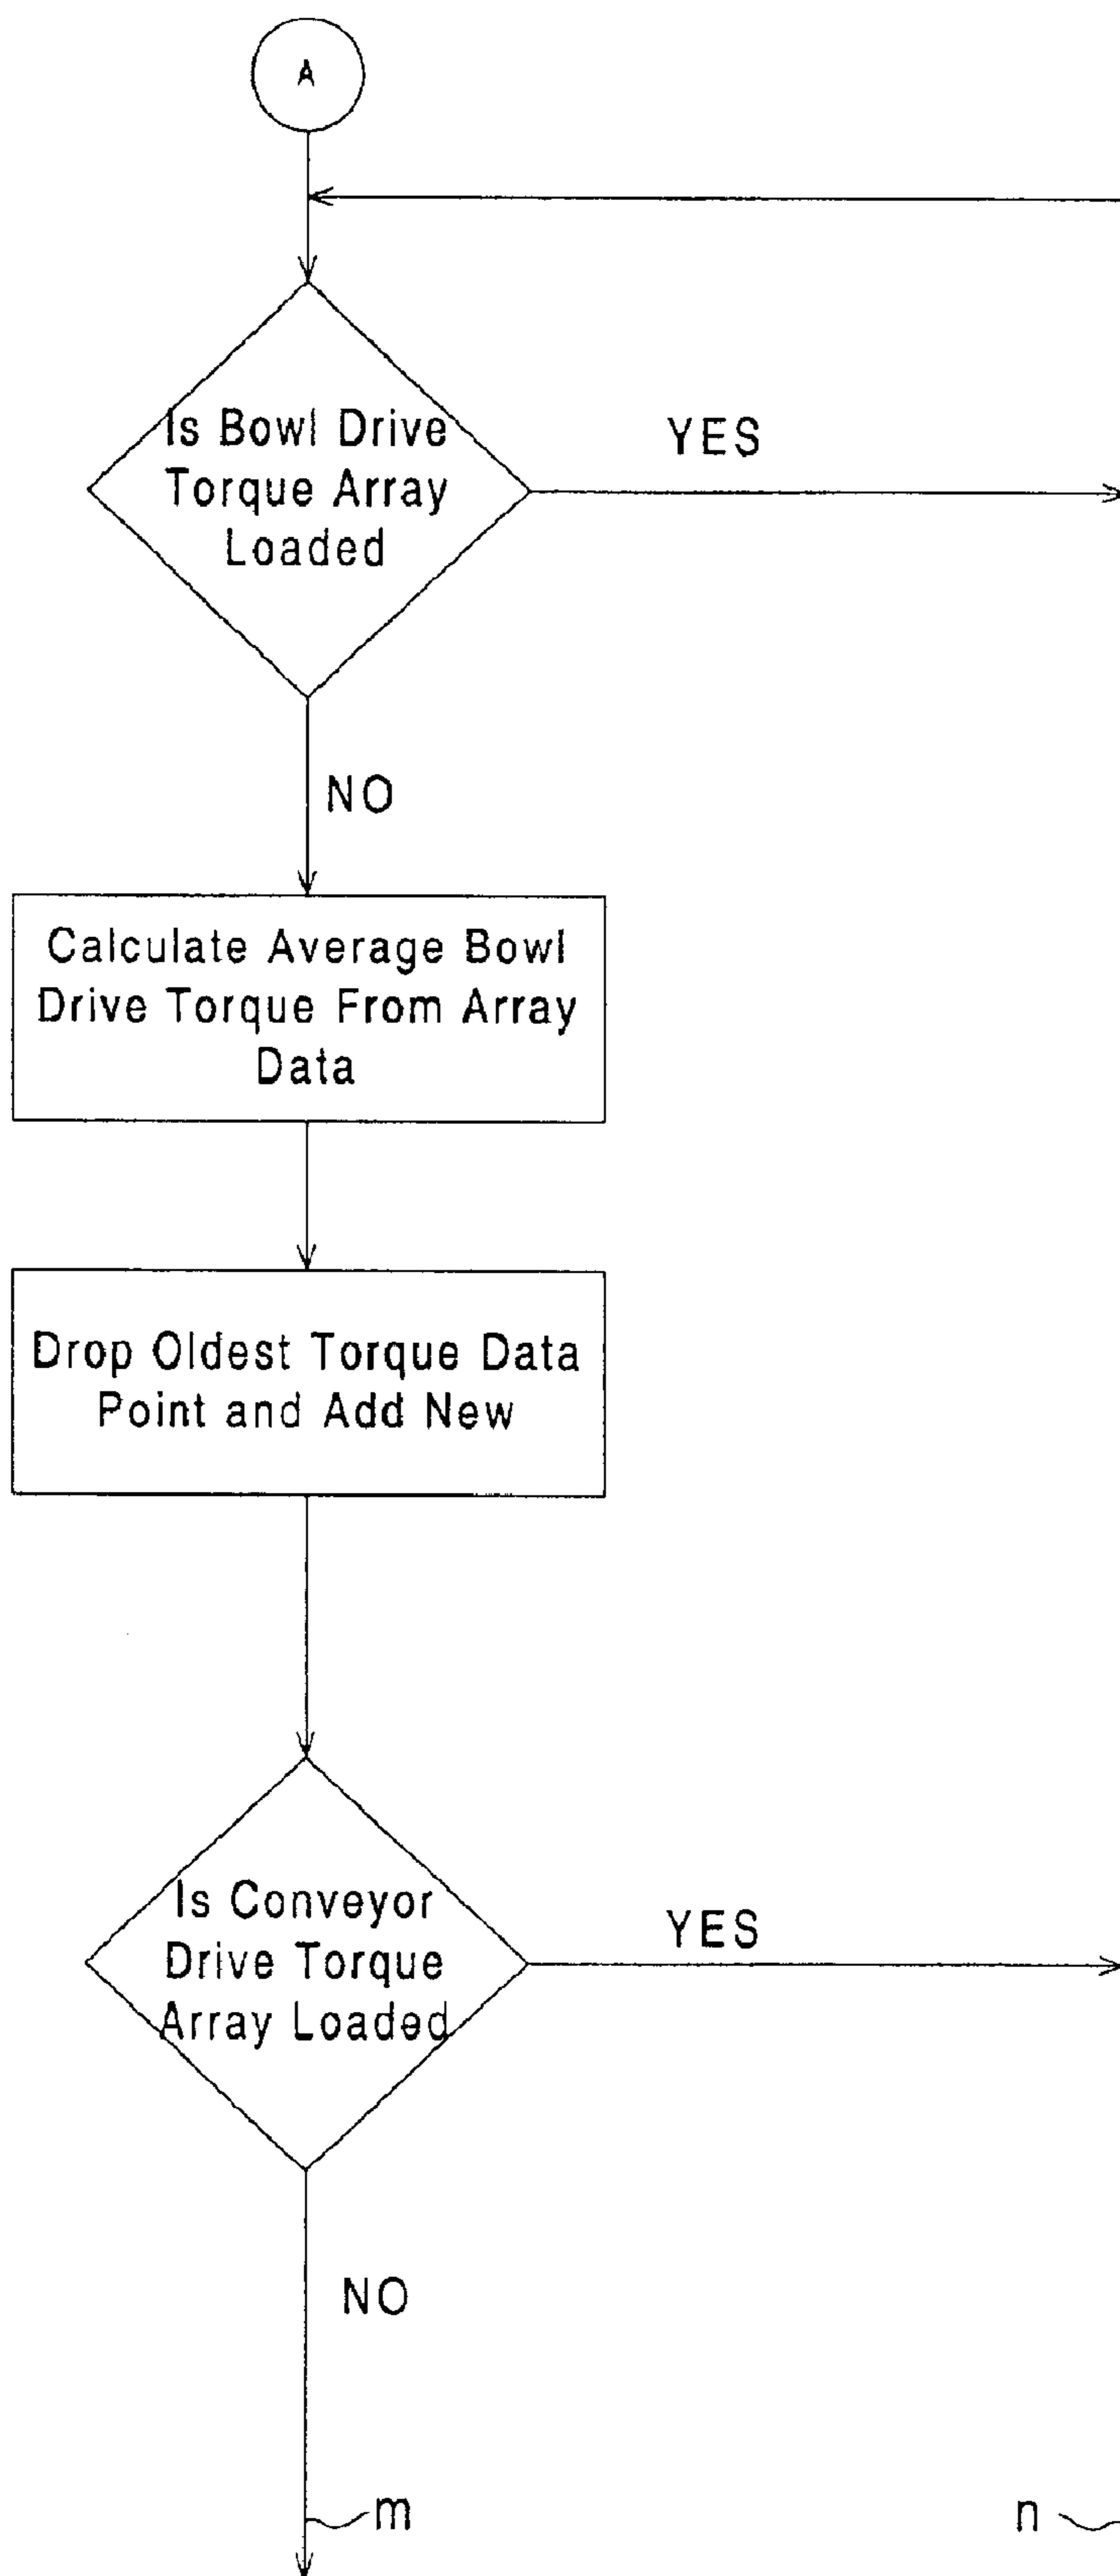 A
Is Bowl Drive
Torque Array
Loaded
YES
NO
Calculate Average Bowl
Drive Torque From Array
Data
Drop Oldest Torque Data
Point and Add New
Is Conveyor
Drive Torque
Array Loaded
YES
NO
m
n